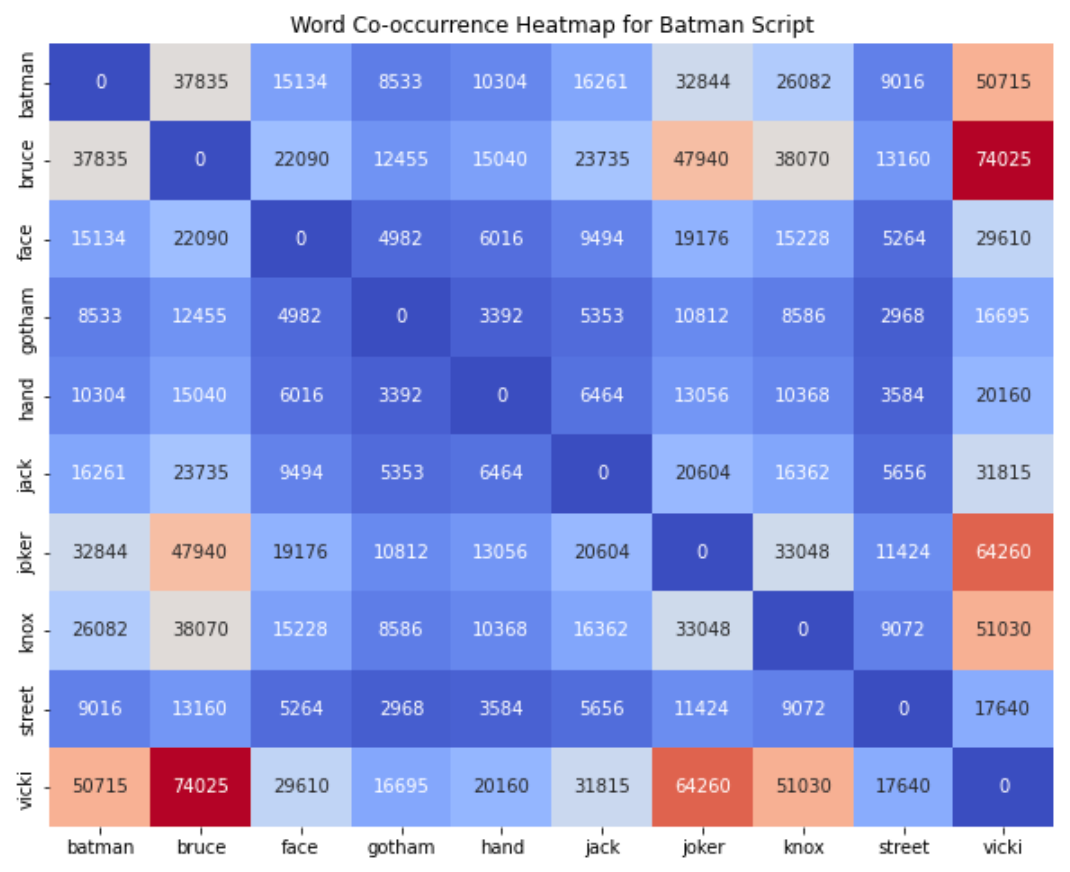 Word Co-occurrence Heatmap for Batman Script
batman 0 37835 15134 8533 10304 16261 32844 26082 9016 50715
bruce 37835 0 22090 12455 15040 23735 47940 38070 13160 74025
face 15134 22090 0 4982 6016 9494 19176 15228 5264 29610
gotham 8533 12455 4982 0 3392 5353 10812 8586 2968 16695
hand 10304 15040 6016 3392 0 6464 13056 10368 3584 20160
jack 16261 23735 9494 5353 6464 0 20604 16362 5656 31815
joker 32844 47940 19176 10812 13056 20604 0 33048 11424 64260
knox 26082 38070 15228 8586 10368 16362 33048 0 9072 51030
street 9016 13160 5264 2968 3584 5656 11424 9072 0 17640
vicki 50715 74025 29610 16695 20160 31815 64260 51030 17640 0
batman bruce face gotham hand jack joker knox street vicki